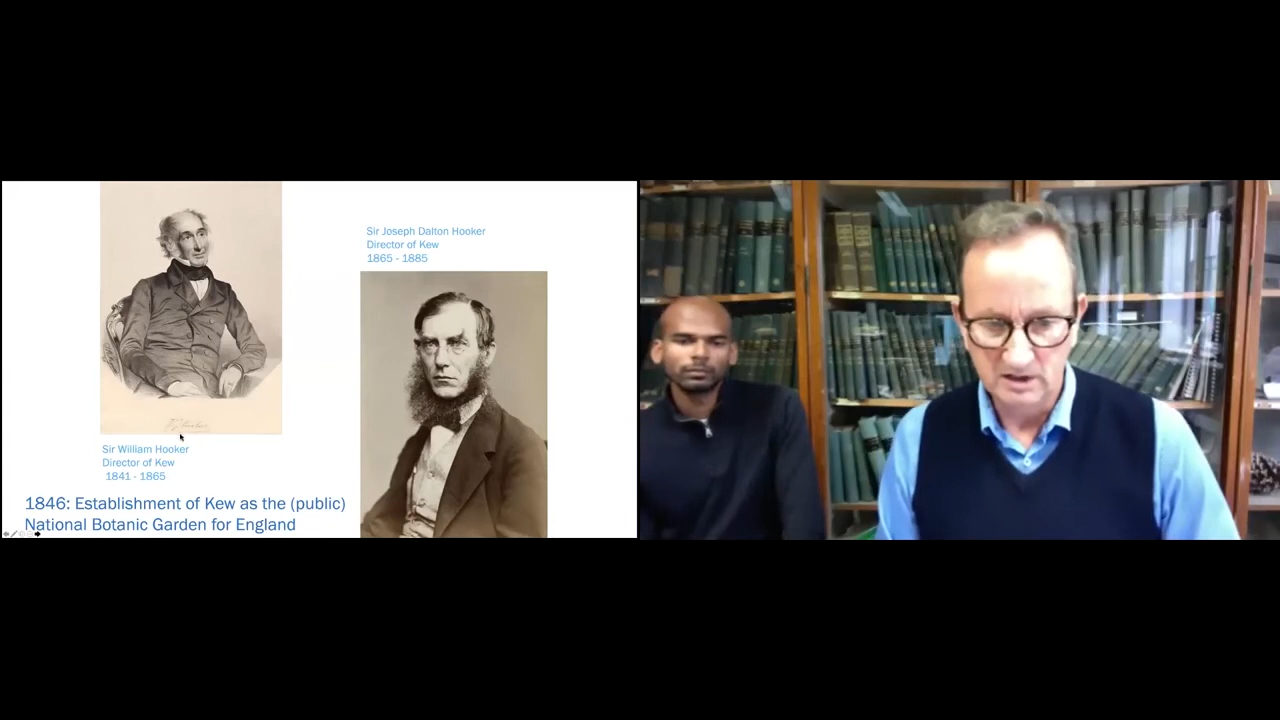 Sir Joseph Dalton Hooker
Director of Kew
1865 - 1885
Sir William Hooker
Director of Kew
1841 - 1865
1846: Establishment of Kew as the (public)
National Botanic Garden for England